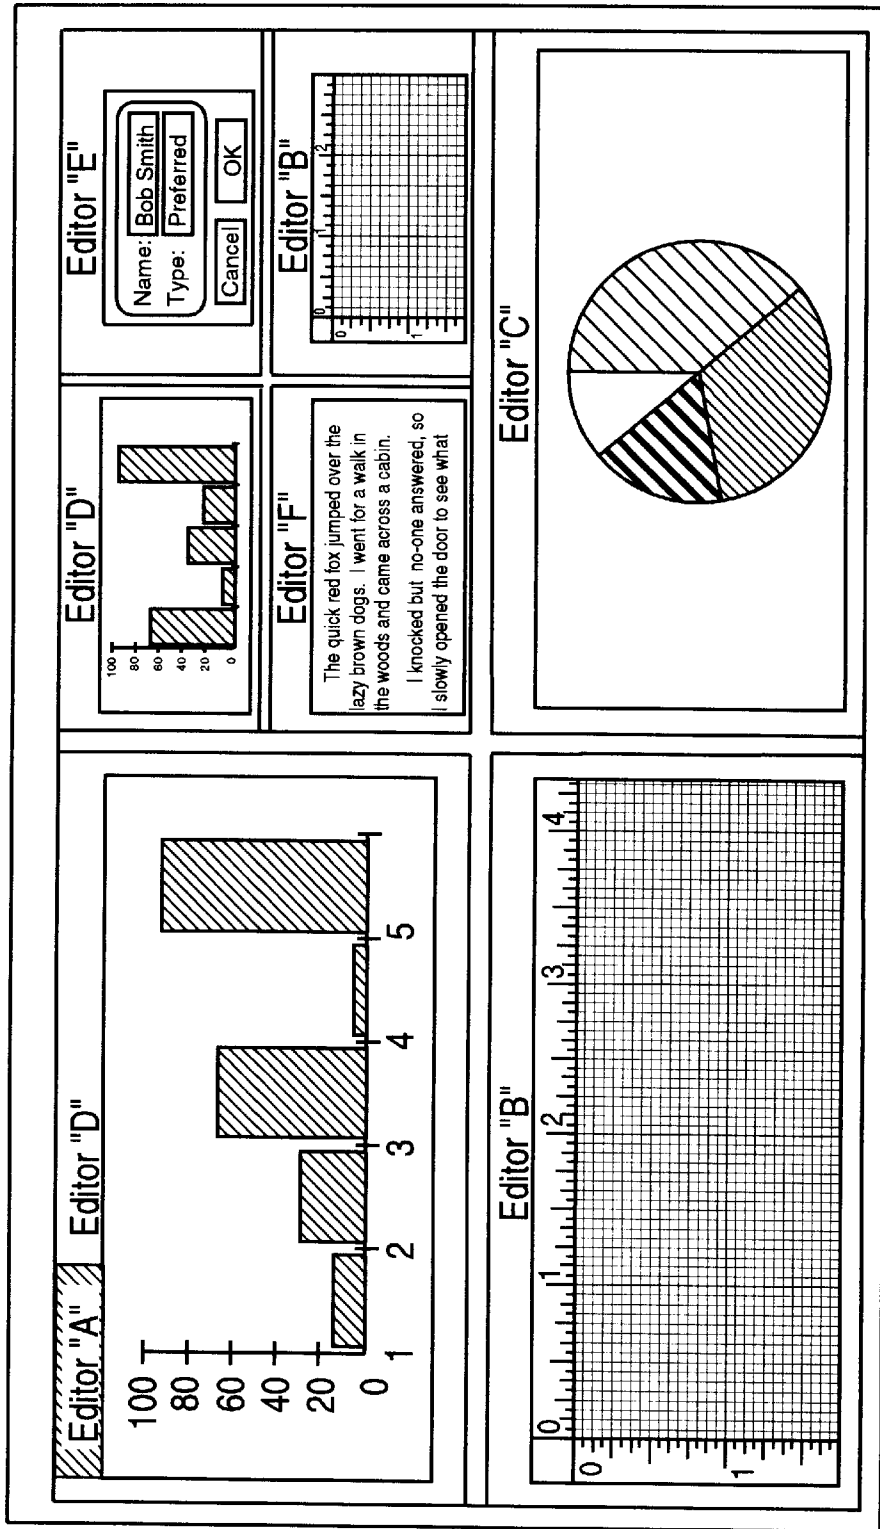 Editor "A"
Editor "D"
100
80
60
40
20
0
1
2
3
4
5
Editor "D"
100
80
60
40
20
0
Editor "E"
Name: Bob Smith
Type: Preferred
Cancel
OK
Editor "F"
The quick red fox jumped over the
lazy brown dogs. I went for a walk in
the woods and came across a cabin.
I knocked but no-one answered, so
I slowly opened the door to see what
Editor "B"
0
1
2
0
1
Editor "B"
0
1
2
3
4
0
1
Editor "C"